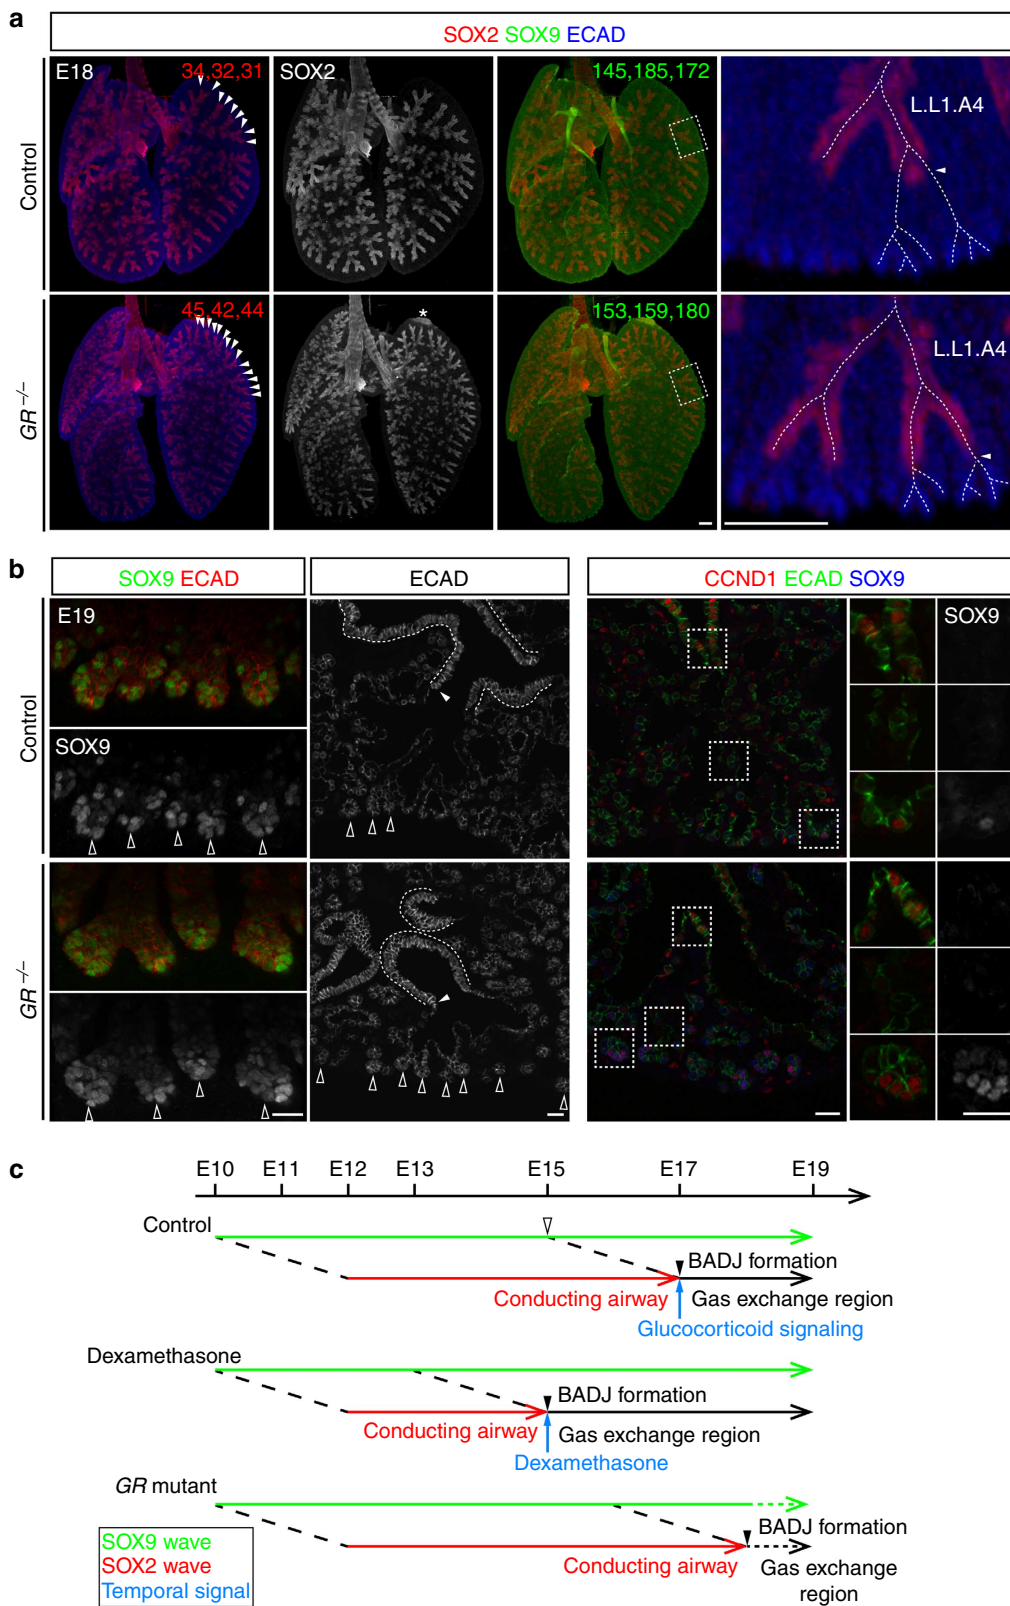 a
SOX2 SOX9 ECAD
Control
E18
34,32,31
SOX2
145,185,172
L.L1.A4
GR–/–
45,42,44
*
153,159,180
L.L1.A4
b
SOX9 ECAD
ECAD
CCND1 ECAD SOX9
Control
E19
SOX9
SOX9
GR–/–
c
E10 E11 E12 E13 E15 E17 E19
Control
BADJ formation
Conducting airway
Gas exchange region
Glucocorticoid signaling
Dexamethasone
BADJ formation
Conducting airway
Gas exchange region
Dexamethasone
GR mutant
BADJ formation
Conducting airway
Gas exchange
region
SOX9 wave
SOX2 wave
Temporal signal